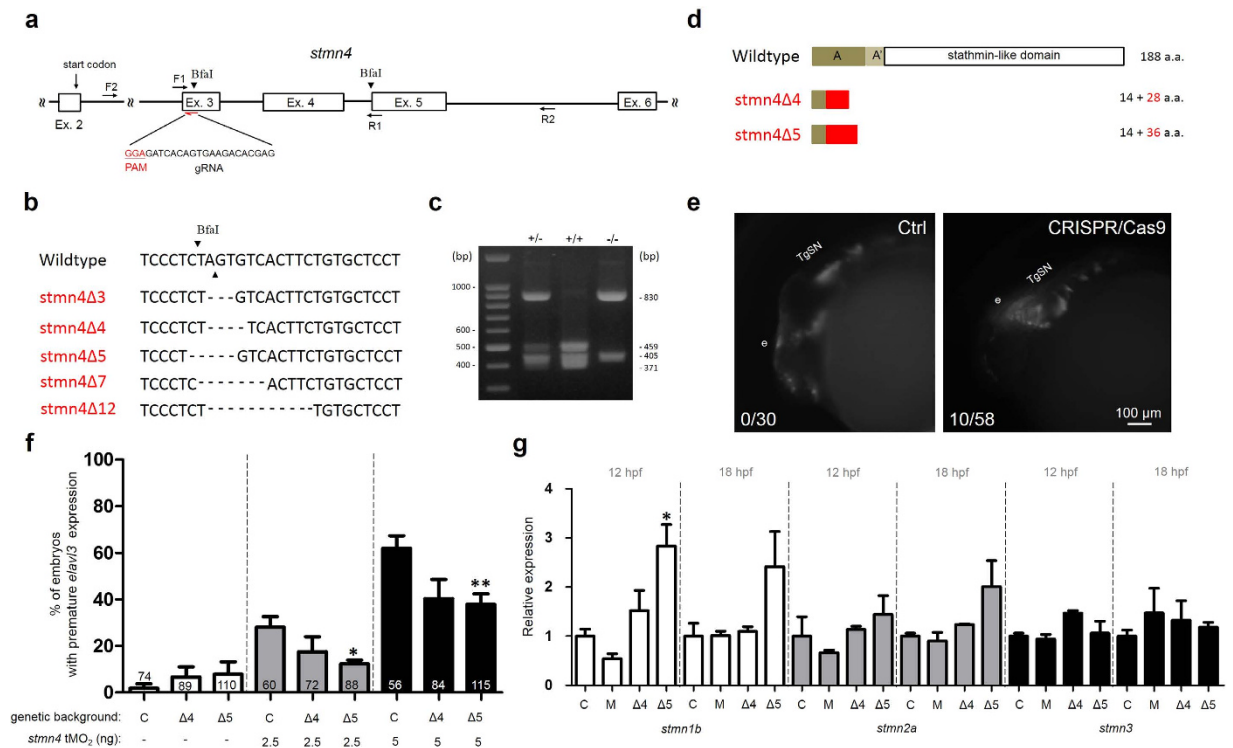 a
stmn4
start codon
F2
F1
BfaI
BfaI
Ex. 2
Ex. 3
Ex. 4
Ex. 5
Ex. 6
R1
R2
GGAGATCACAGTGAAGACACGAG
PAM
gRNA
b
BfaI
Wildtype TCCCTCTAGTGTCACTTCTGTGCTCCT
stmn4Δ3 TCCCTCT---GTCACTTCTGTGCTCCT
stmn4Δ4 TCCCTCT----TCACTTCTGTGCTCCT
stmn4Δ5 TCCCT-----GTCACTTCTGTGCTCCT
stmn4Δ7 TCCCTC-------ACTTCTGTGCTCCT
stmn4Δ12 TCCCTCT------------TGTGCTCCT
c
+/- +/+ -/-
(bp) (bp)
1000 -
600 -
500 -
400 -
- 830
- 459
- 405
- 371
d
Wildtype A A' stathmin-like domain 188 a.a.
stmn4Δ4 14 + 28 a.a.
stmn4Δ5 14 + 36 a.a.
e
Ctrl
TgSN
e
0/30
CRISPR/Cas9
TgSN
e
10/58
100 µm
f
% of embryos
with premature elavl3 expression
100
80
60
40
20
0
74 89 110 60 72 88 56 84 115
* **
genetic background: C Δ4 Δ5 C Δ4 Δ5 C Δ4 Δ5
stmn4 tMO2 (ng): - - - 2.5 2.5 2.5 5 5 5
g
12 hpf 18 hpf 12 hpf 18 hpf 12 hpf 18 hpf
Relative expression
4
3
2
1
0
*
C M Δ4 Δ5 C M Δ4 Δ5 C M Δ4 Δ5 C M Δ4 Δ5 C M Δ4 Δ5 C M Δ4 Δ5
stmn1b stmn2a stmn3